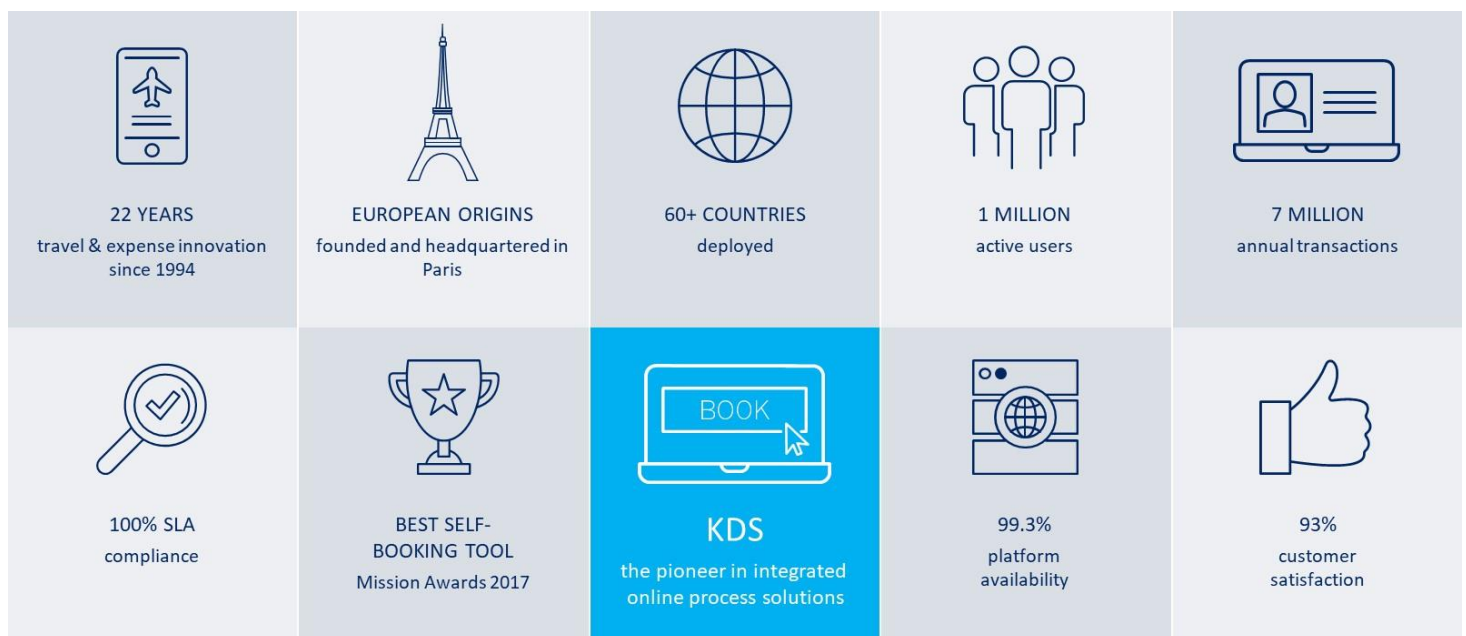 22 YEARS
travel & expense innovation
since 1994
EUROPEAN ORIGINS
founded and headquartered in
Paris
60+ COUNTRIES
deployed
1 MILLION
active users
7 MILLION
annual transactions
100% SLA
compliance
BEST SELF-
BOOKING TOOL
Mission Awards 2017
BOOK
KDS
the pioneer in integrated
online process solutions
99.3%
platform
availability
93%
customer
satisfaction